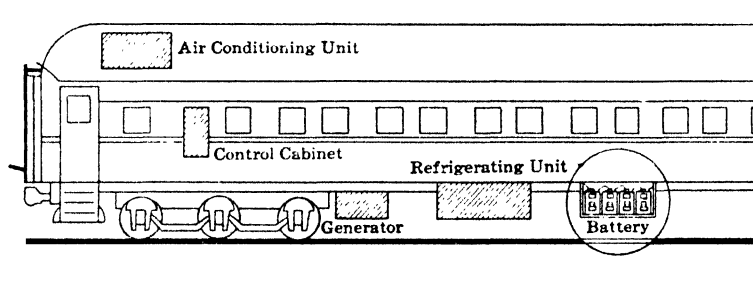 Air Conditioning Unit
Control Cabinet
Refrigerating Unit
Generator
Battery